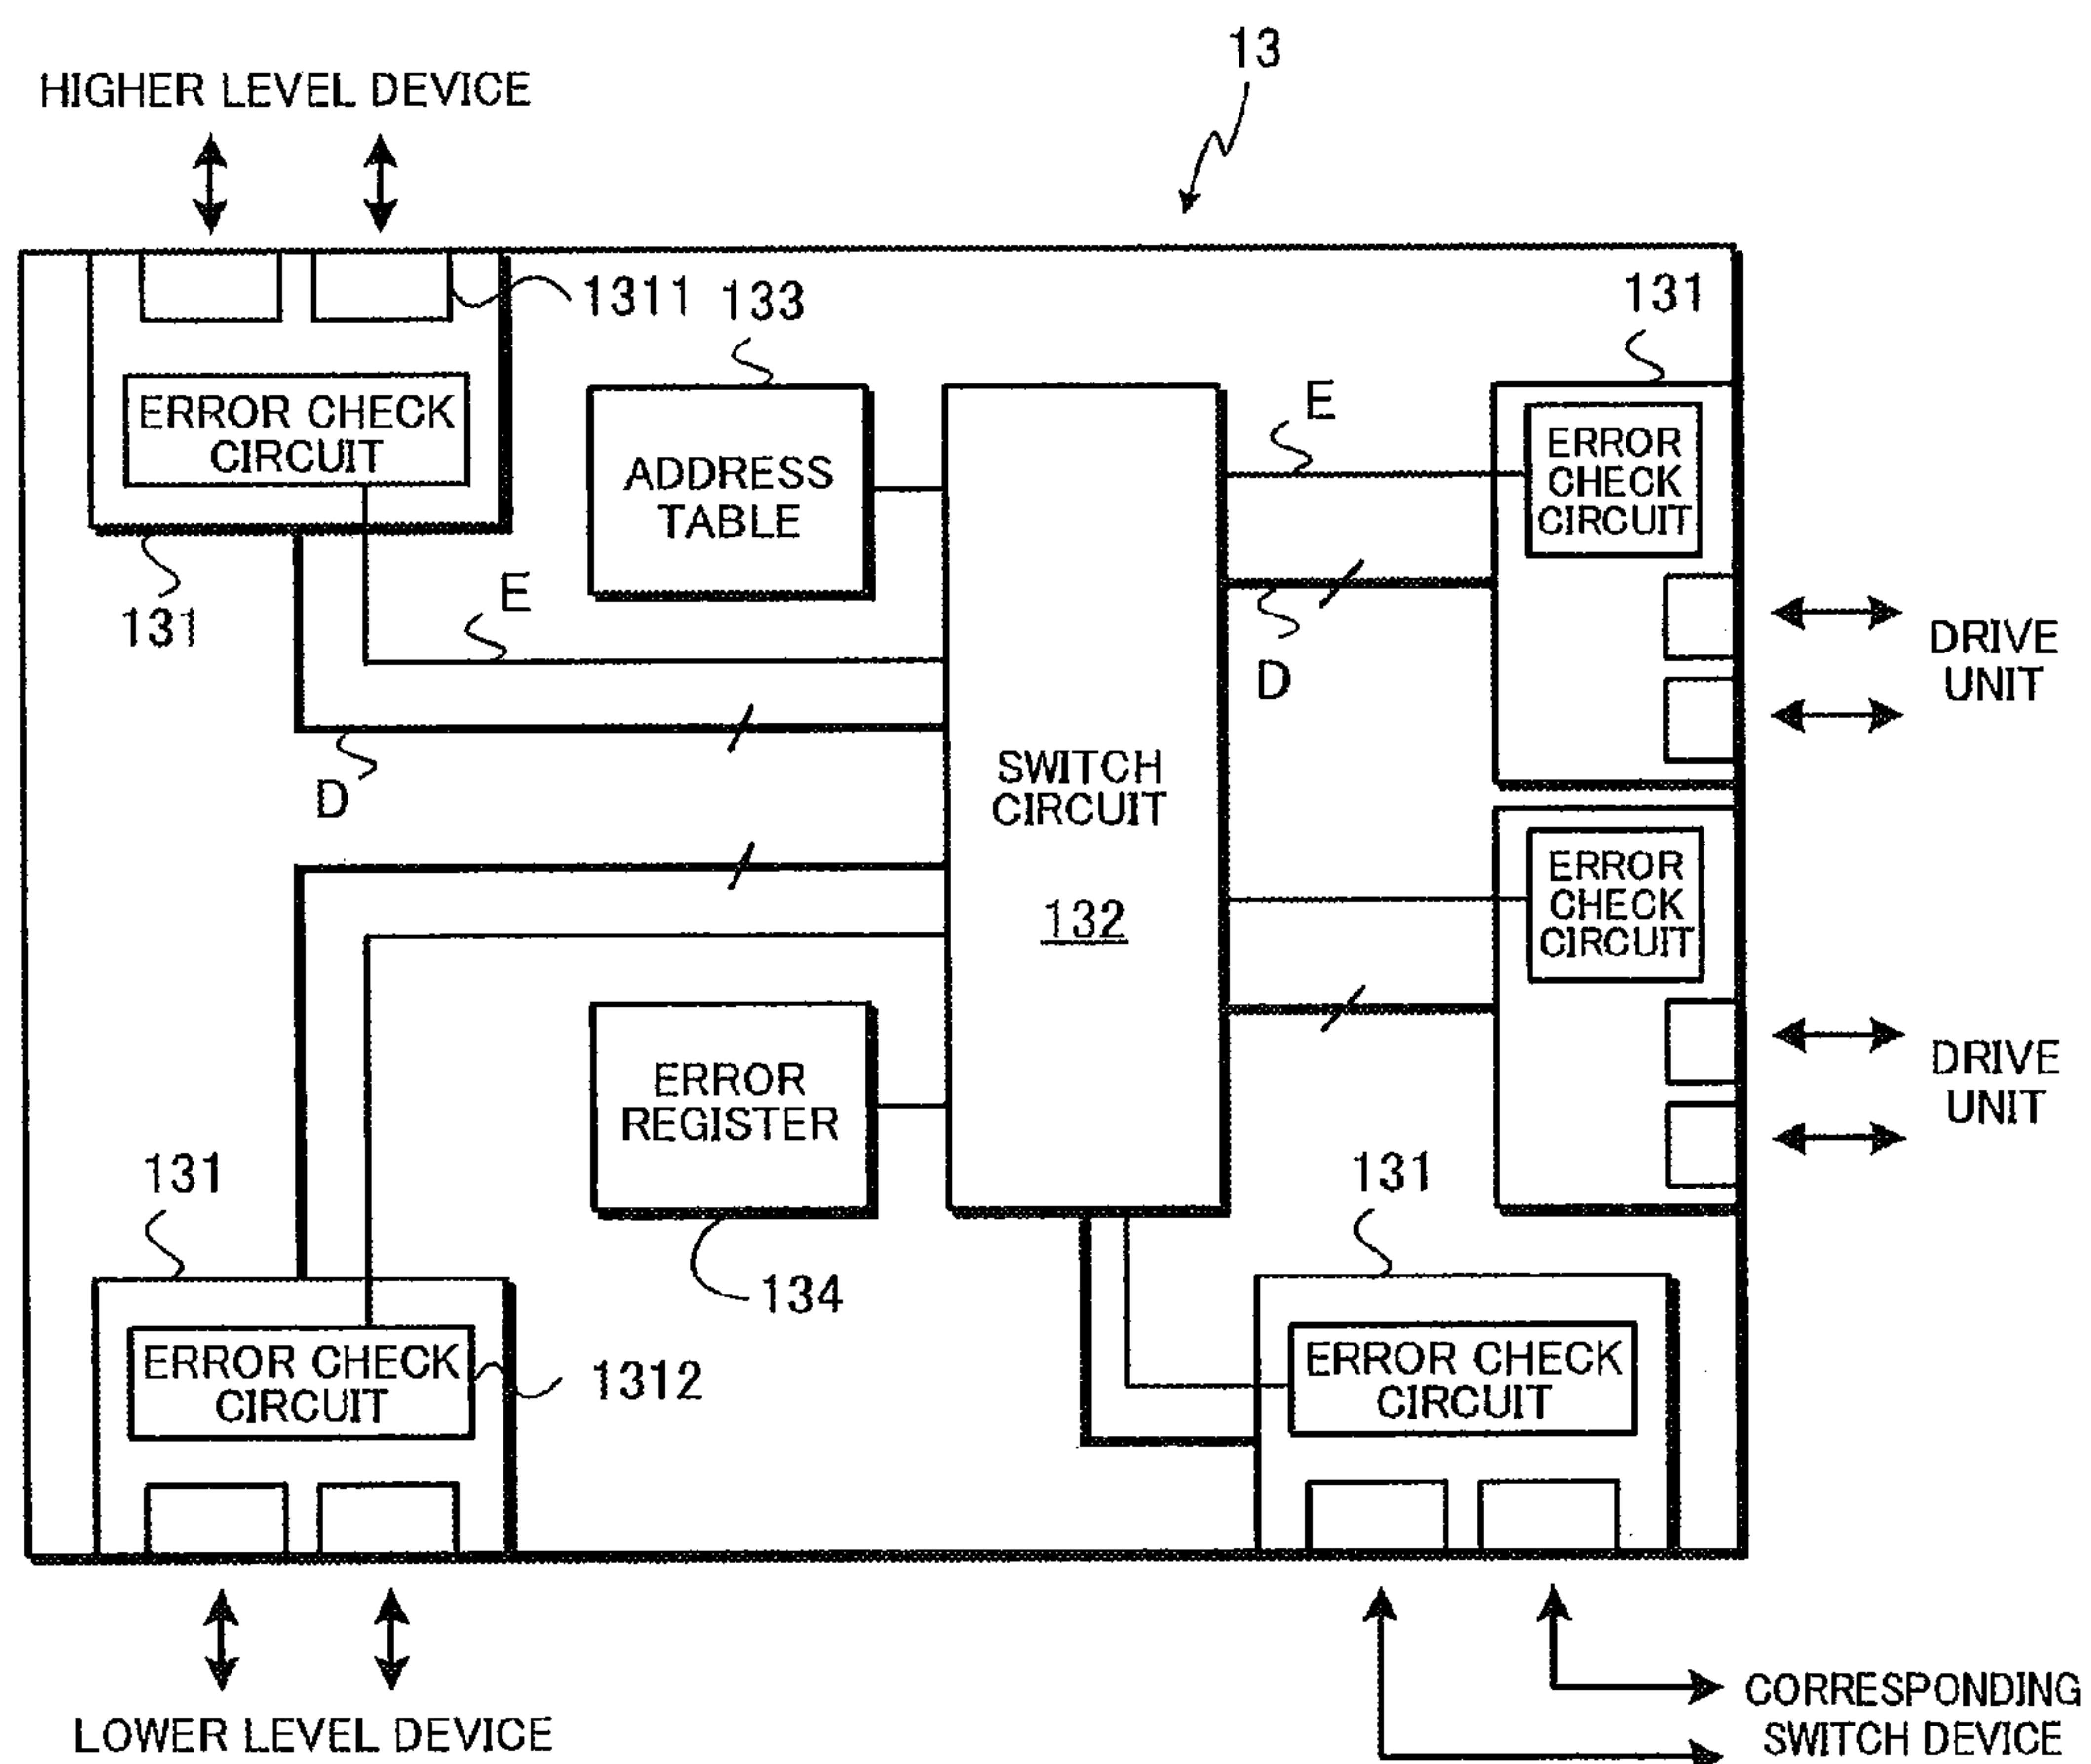 13
HIGHER LEVEL DEVICE
1311
133
131
ERROR CHECK
CIRCUIT
ADDRESS
TABLE
E
ERROR
CHECK
CIRCUIT
131
E
D
DRIVE
UNIT
D
SWITCH
CIRCUIT
132
ERROR
CHECK
CIRCUIT
DRIVE
UNIT
ERROR
REGISTER
134
131
131
ERROR CHECK
CIRCUIT
1312
ERROR CHECK
CIRCUIT
LOWER LEVEL DEVICE
CORRESPONDING
SWITCH DEVICE